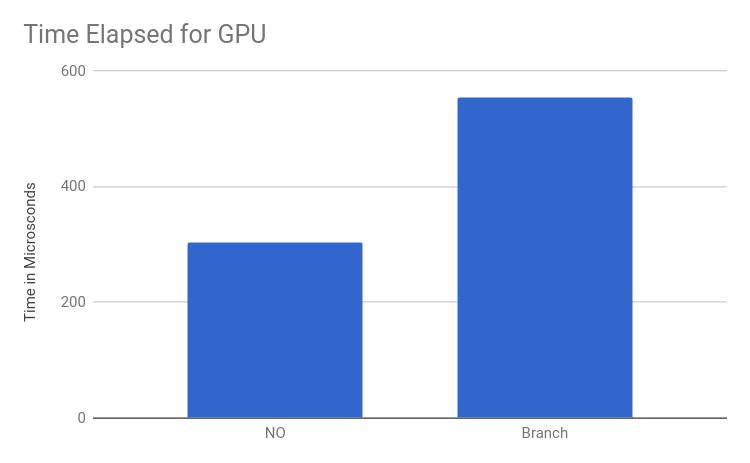 Time Elapsed for GPU
600
400
200
0
Time in Microsconds
NO
Branch